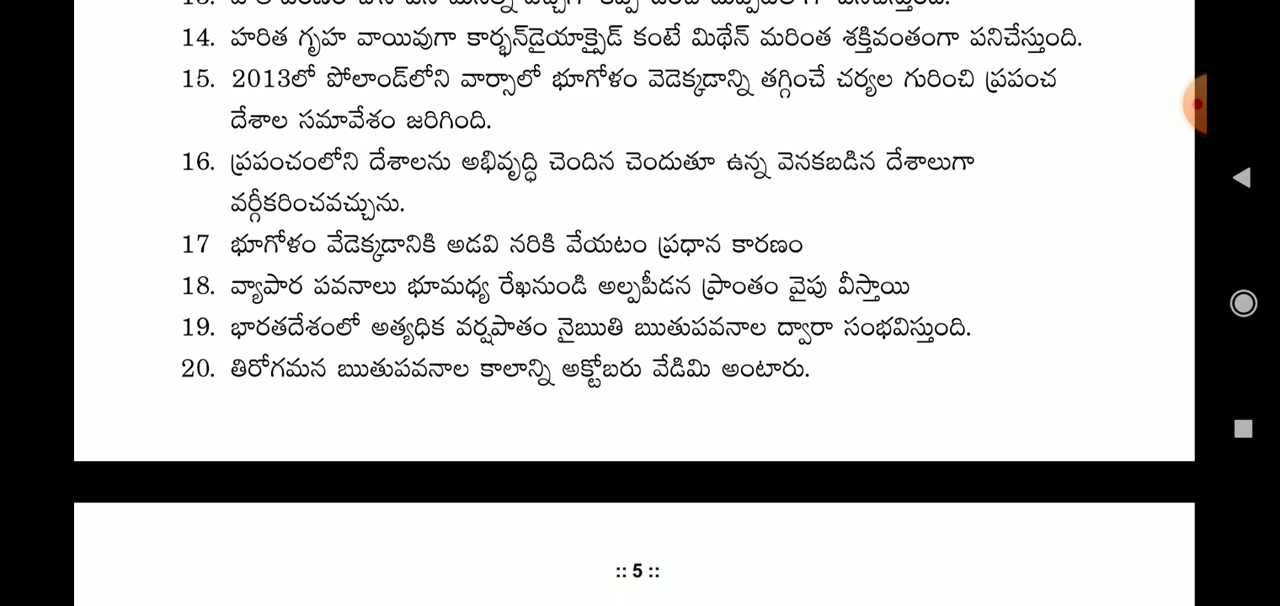 14. హరిత గృహ వాయివుగా కార్భన్‌డైయాక్సైడ్ కంటే మిథేన్ మరింత శక్తివంతంగా పనిచేస్తుంది.
15. 2013లో పోలాండ్‌లోని వార్సాలో భూగోళం వెడెక్కడాన్ని తగ్గించే చర్యల గురించి ప్రపంచ
దేశాల సమావేశం జరిగింది.
16. ప్రపంచంలోని దేశాలను అభివృద్ధి చెందిన చెందుతూ ఉన్న వెనకబడిన దేశాలుగా
వర్గీకరించవచ్చును.
17 భూగోళం వేడెక్కడానికి అడవి నరికి వేయటం ప్రధాన కారణం
18. వ్యాపార పవనాలు భూమధ్య రేఖనుండి అల్పపీడన ప్రాంతం వైపు వీస్తాయి
19. భారతదేశంలో అత్యధిక వర్షపాతం నైఋతి ఋతుపవనాల ద్వారా సంభవిస్తుంది.
20. తిరోగమన ఋతుపవనాల కాలాన్ని అక్టోబరు వేడిమి అంటారు.
:: 5 ::